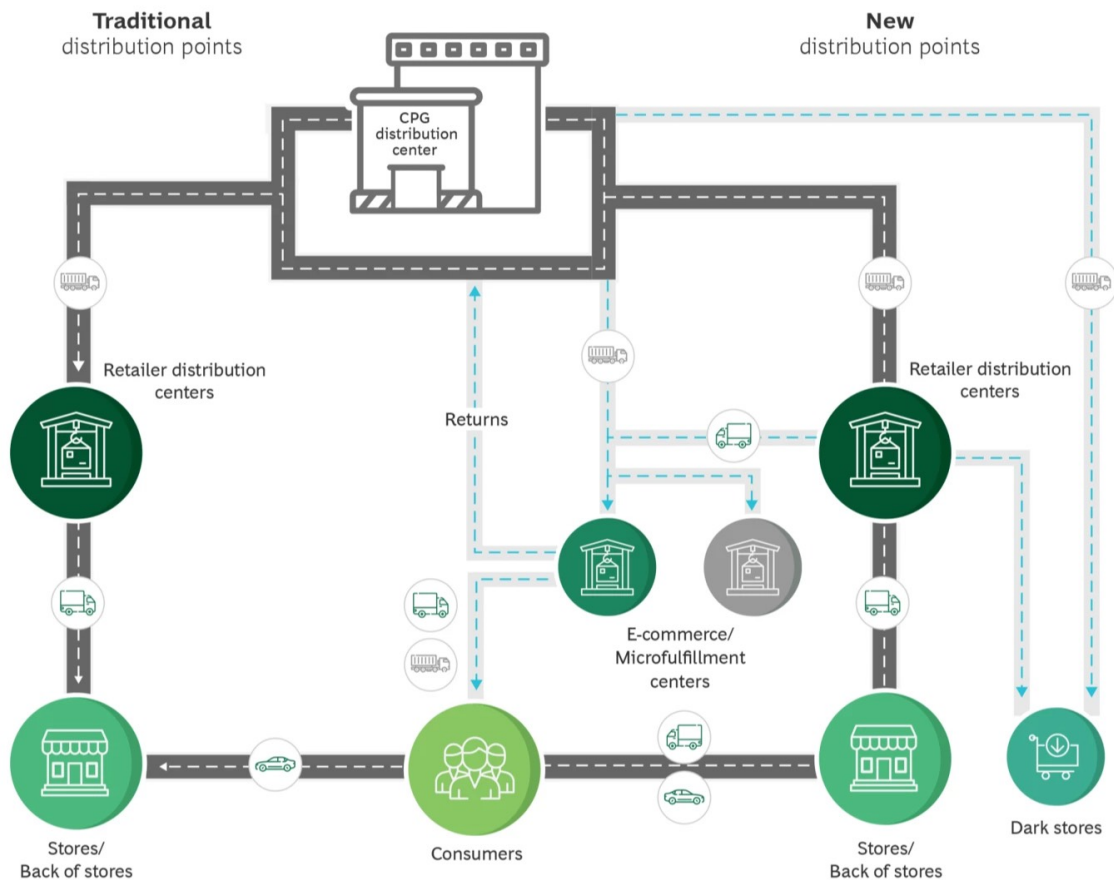 Traditional
distribution points
New
distribution points
CPG
distribution
center
Retailer distribution
centers
Retailer distribution
centers
Returns
E-commerce/
Microfulfillment
centers
Stores/
Back of stores
Consumers
Stores/
Back of stores
Dark stores